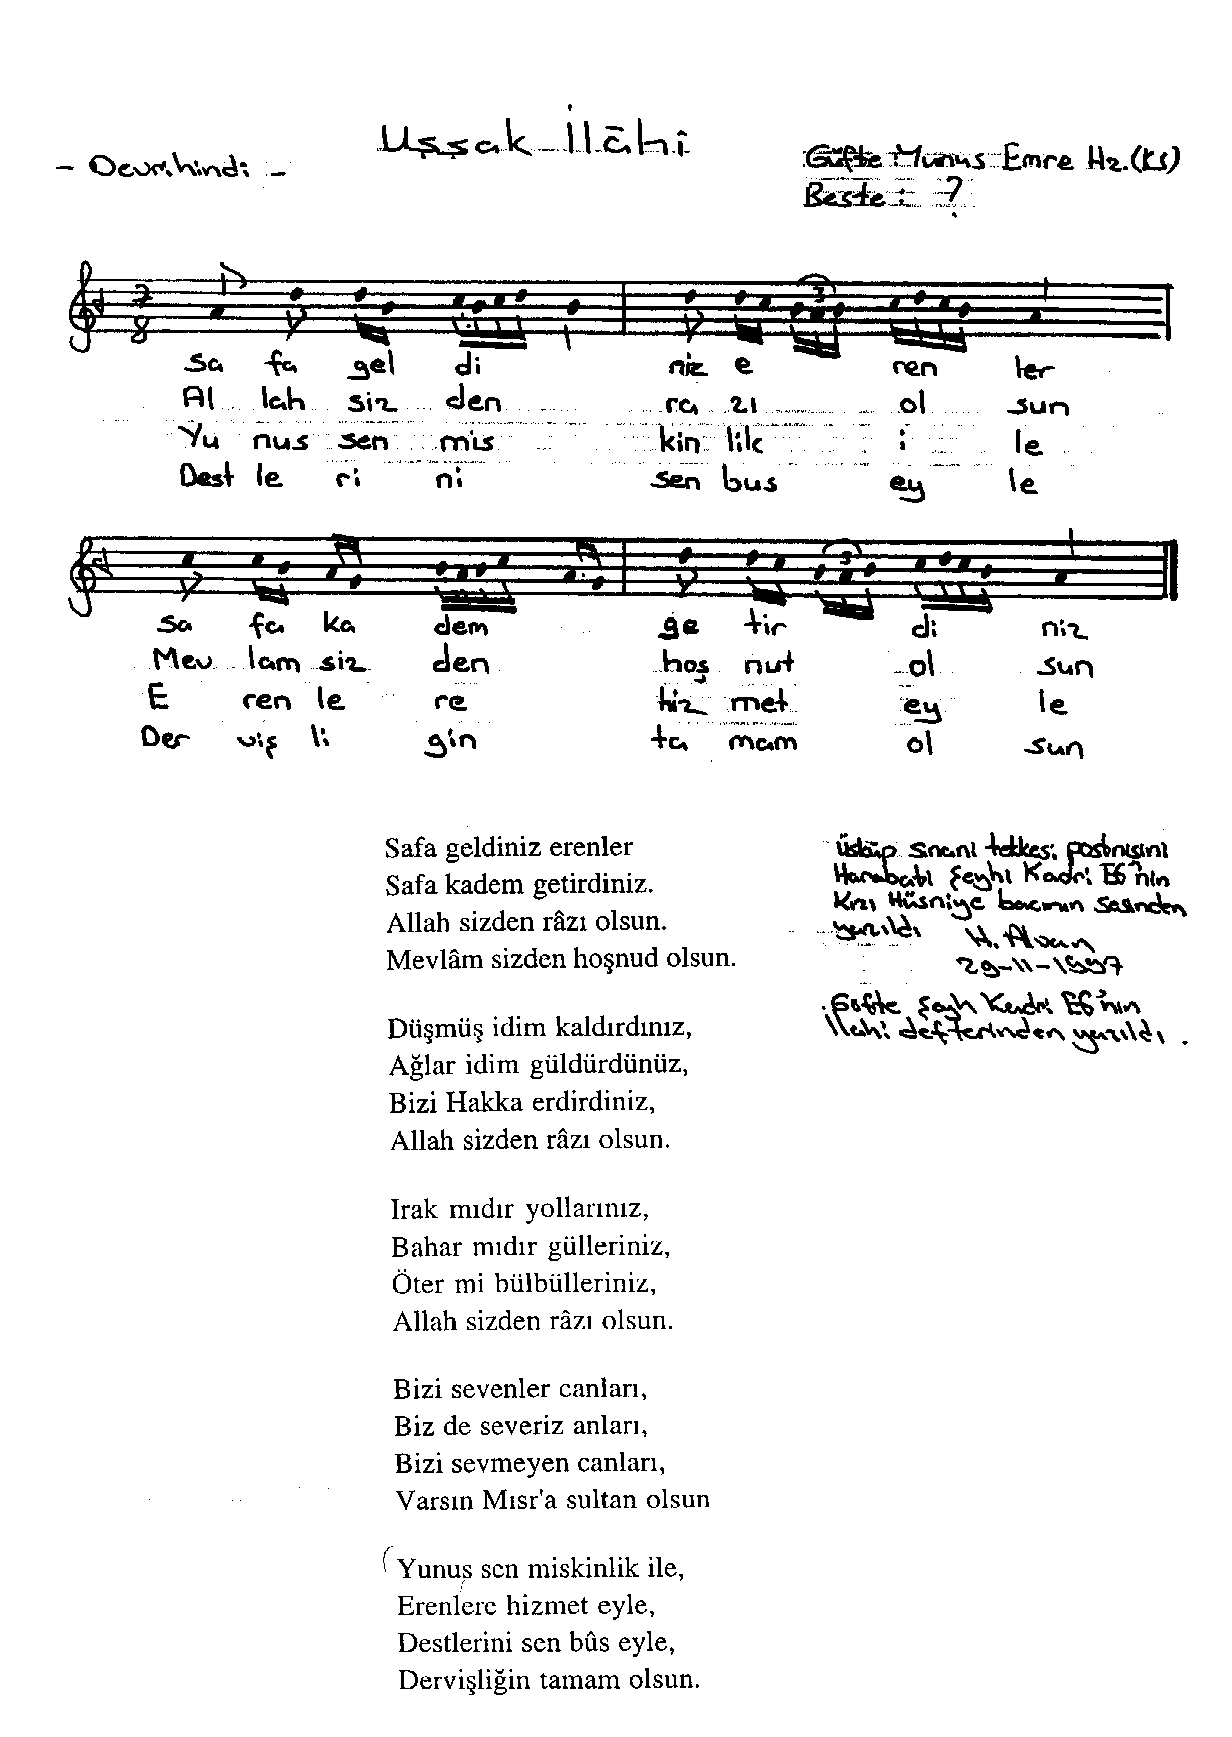 Uşşak İlâhi
- Devrihindi -
Güfte Yunus Emre Hz.(ks)
Beste : ?
7
8
3
Sa fa gel di niz e ren ler
Al lah siz den ra zı ol sun
Yu nus sen mis kin lik i le
Dest le ri ni sen bus ey le
3
Sa fa ka dem ge tir di niz
Mev lam siz den hoş nut ol sun
E ren le re hiz met ey le
Der viş li gin ta mam ol sun
Safa geldiniz erenler
Safa kadem getirdiniz.
Allah sizden râzı olsun.
Mevlâm sizden hoşnud olsun.
Düşmüş idim kaldırdınız,
Ağlar idim güldürdünüz,
Bizi Hakka erdirdiniz,
Allah sizden râzı olsun.
Irak mıdır yollarınız,
Bahar mıdır gülleriniz,
Öter mi bülbülleriniz,
Allah sizden râzı olsun.
Bizi sevenler canları,
Biz de severiz anları,
Bizi sevmeyen canları,
Varsın Mısr'a sultan olsun
(Yunus sen miskinlik ile,
Erenlere hizmet eyle,
Destlerini sen bûs eyle,
Dervişliğin tamam olsun.
üsküp sinani tekkesi postnişini
Harabati Şeyhi Kadri Ef'nin
Kızı Hüsniye bacının sesinden
yazıldı H.
29-11-1997
Güfte Şeyh Kadri Ef'nin
ilahi defterinden yazıldı.